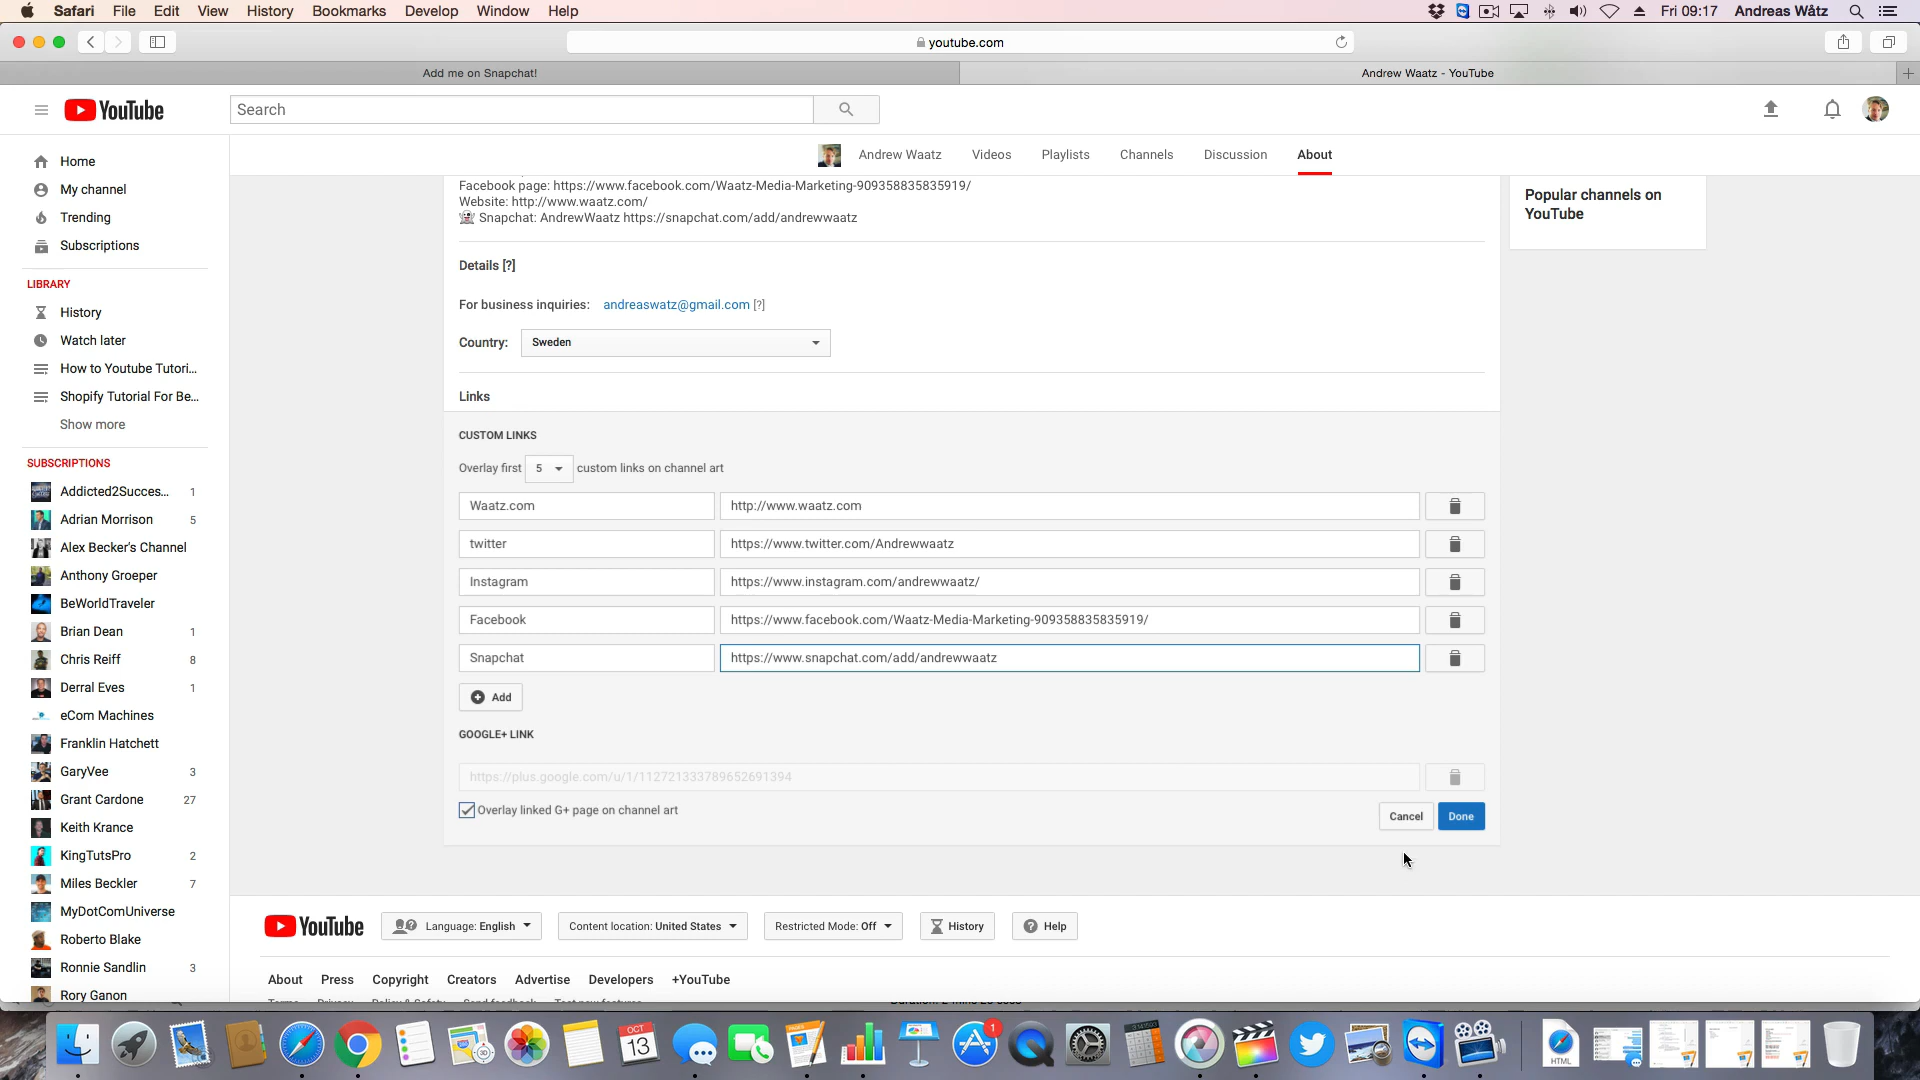 Safari File Edit View History Bookmarks Develop Window Help Fri 09:17 Andreas Wåtz
youtube.com
Add me on Snapchat! Andrew Waatz - YouTube
YouTube Search
Andrew Waatz Videos Playlists Channels Discussion About
Home
My channel
Trending
Subscriptions
LIBRARY
History
Watch later
How to Youtube Tutori...
Shopify Tutorial For Be...
Show more
SUBSCRIPTIONS
Addicted2Succes... 1
Adrian Morrison 5
Alex Becker's Channel
Anthony Groeper
BeWorldTraveler
Brian Dean 1
Chris Reiff 8
Derral Eves 1
eCom Machines
Franklin Hatchett
GaryVee 3
Grant Cardone 27
Keith Krance
KingTutsPro 2
Miles Beckler 7
MyDotComUniverse
Roberto Blake
Ronnie Sandlin 3
Rory Ganon
Facebook page: https://www.facebook.com/Waatz-Media-Marketing-909358835835919/
Website: http://www.waatz.com/
Snapchat: AndrewWaatz https://snapchat.com/add/andrewwaatz
Details [?]
For business inquiries: andreaswatz@gmail.com [?]
Country: Sweden
Links
CUSTOM LINKS
Overlay first 5 custom links on channel art
Waatz.com http://www.waatz.com
twitter https://www.twitter.com/Andrewwaatz
Instagram https://www.instagram.com/andrewwaatz/
Facebook https://www.facebook.com/Waatz-Media-Marketing-909358835835919/
Snapchat https://www.snapchat.com/add/andrewwaatz
Add
GOOGLE+ LINK
https://plus.google.com/u/1/112721333789652691394
Overlay linked G+ page on channel art
Cancel Done
Popular channels on
YouTube
YouTube Language: English Content location: United States Restricted Mode: Off History Help
About Press Copyright Creators Advertise Developers +YouTube
OCT
13
1
HTML